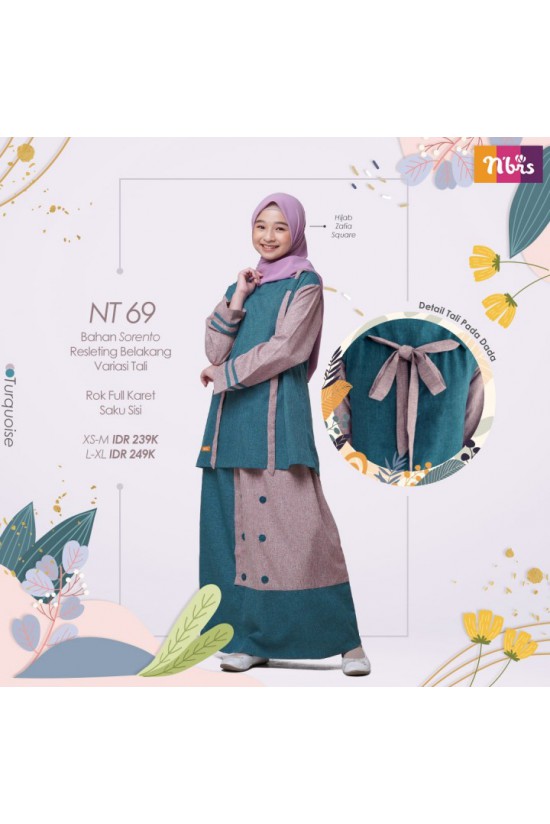 Nbrs
Hijab
Zafia
Square
NT 69
Bahan Sorento
Resleting Belakang
Variasi Tali
Rok Full Karet
Saku Sisi
XS-M IDR 239K
L-XL IDR 249K
Turquoise
Detail Tali Pada Dada